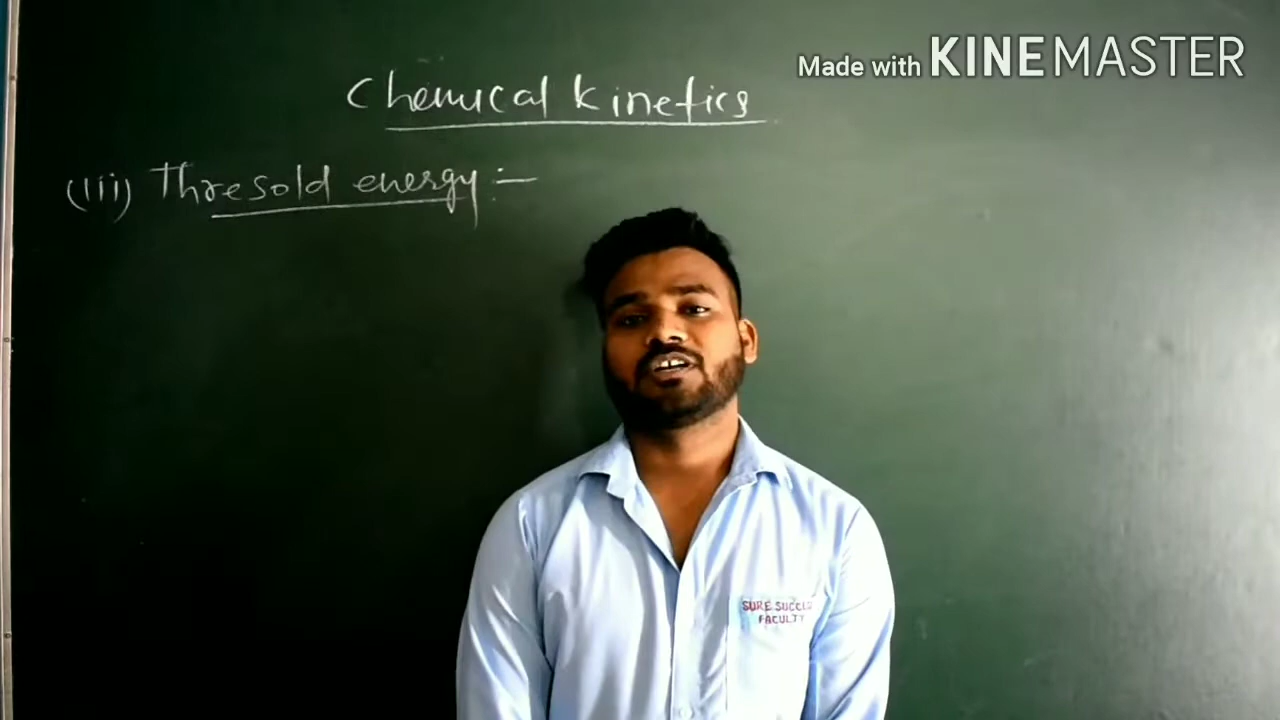 Made with KINEMASTER
Chemical kinetics
(iii) Thresold energy :-
SURE SUCCESS
FACULTY